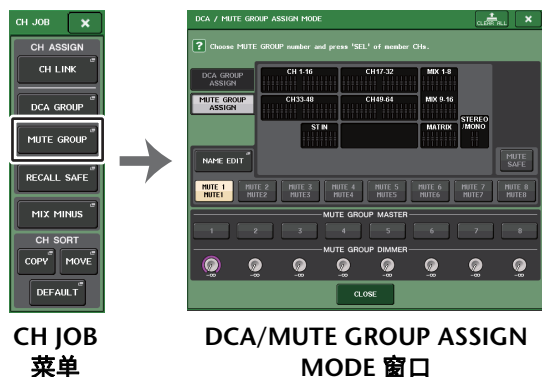 CH JOB
CH ASSIGN
CH LINK
DCA GROUP
MUTE GROUP
RECALL SAFE
MIX MINUS
CH SORT
COPY MOVE
DEFAULT
CH JOB
菜单
DCA / MUTE GROUP ASSIGN MODE
CLEAR ALL
? Choose MUTE GROUP number and press 'SEL' of member CHs.
DCA GROUP
ASSIGN
MUTE GROUP
ASSIGN
CH 1-16 CH17-32 MIX 1-8
CH33-48 CH49-64 MIX 9-16
ST IN MATRIX STEREO
/MONO
NAME EDIT
MUTE
SAFE
MUTE 1 MUTE 2 MUTE 3 MUTE 4 MUTE 5 MUTE 6 MUTE 7 MUTE 8
MUTE1 MUTE2 MUTE3 MUTE4 MUTE5 MUTE6 MUTE7 MUTE8
MUTE GROUP MASTER
1 2 3 4 5 6 7 8
MUTE GROUP DIMMER
-∞ -∞ -∞ -∞ -∞ -∞ -∞ -∞
CLOSE
DCA/MUTE GROUP ASSIGN
MODE 窗口